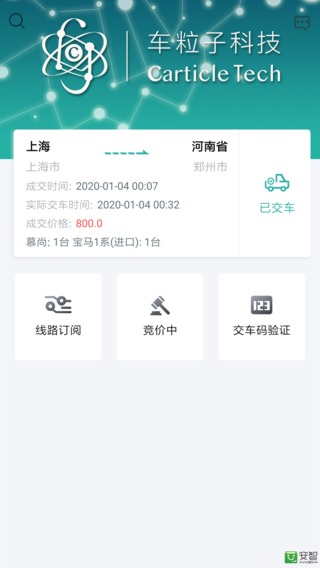 车粒子科技
Carticle Tech
上海 河南省
上海市 郑州市
成交时间: 2020-01-04 00:07
实际交车时间: 2020-01-04 00:32
成交价格: 800.0
慕尚: 1台 宝马1系(进口): 1台
已交车
线路订阅 竞价中 交车码验证
123
安智